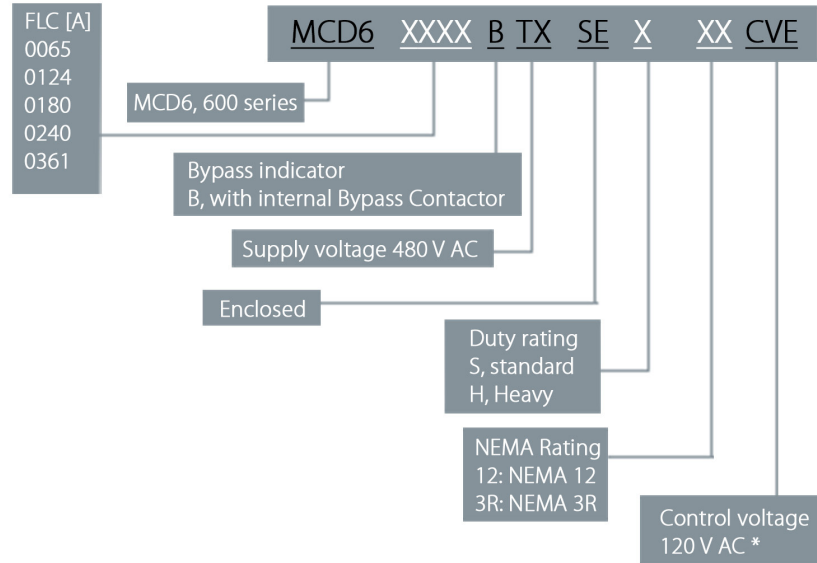 FLC [A]
0065
0124
0180
0240
0361
MCD6 XXXX B TX SE X XX CVE
MCD6, 600 series
Bypass indicator
B, with internal Bypass Contactor
Supply voltage 480 V AC
Enclosed
Duty rating
S, standard
H, Heavy
NEMA Rating
12: NEMA 12
3R: NEMA 3R
Control voltage
120 V AC *